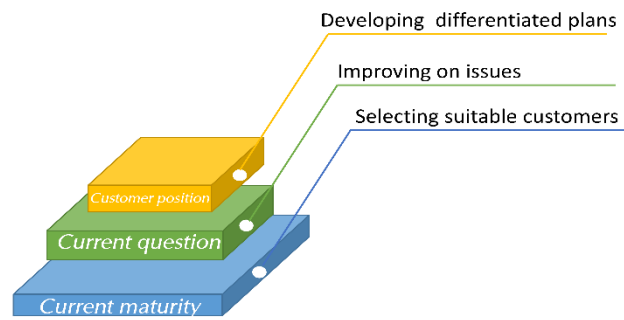 Developing differentiated plans
Improving on issues
Selecting suitable customers
Customer position
Current question
Current maturity